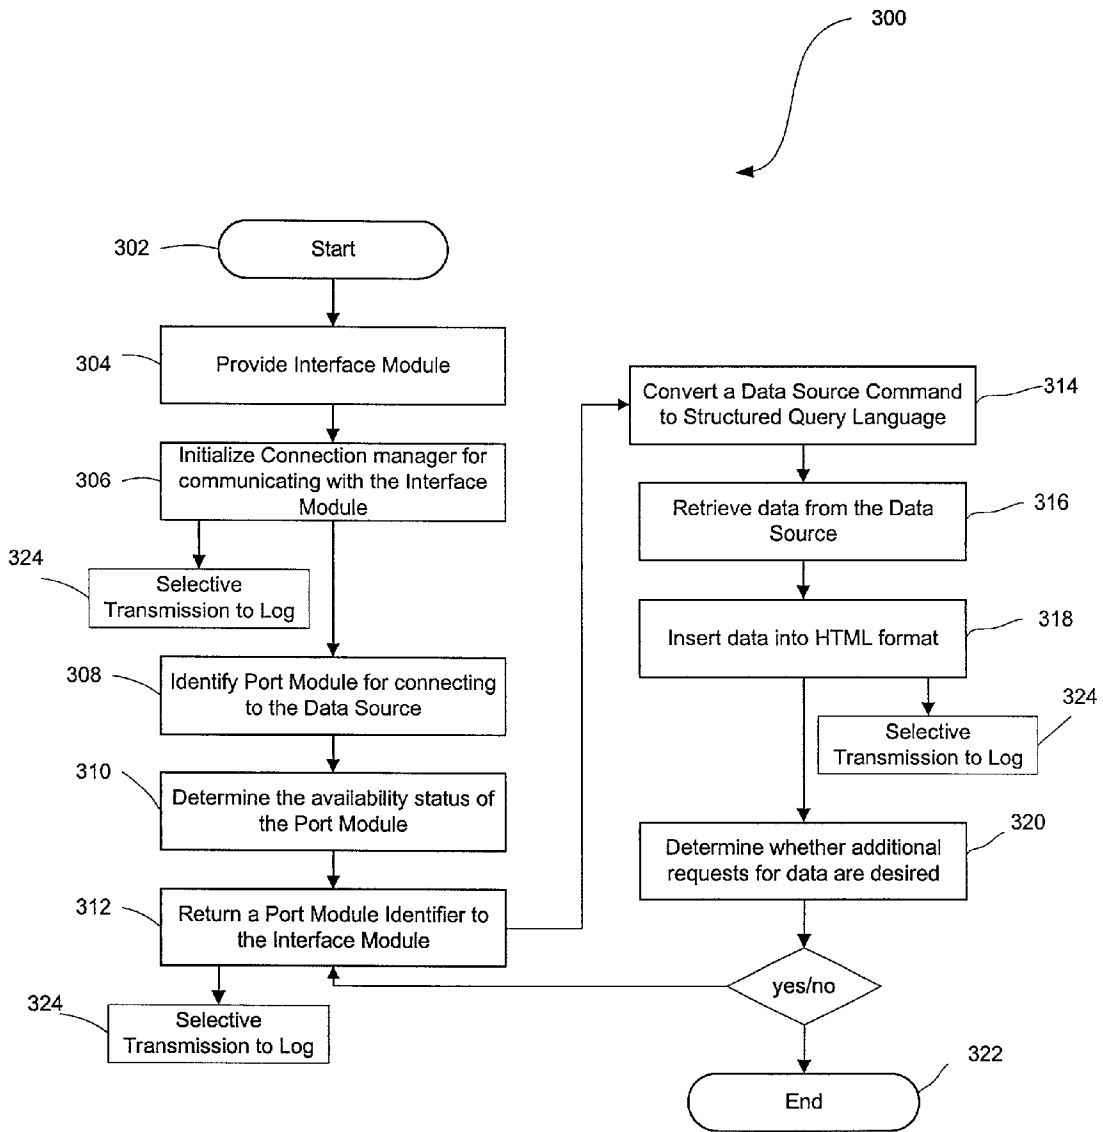 300
302
Start
304
Provide Interface Module
306
Initialize Connection manager for
communicating with the Interface
Module
324
Selective
Transmission to Log
308
Identify Port Module for connecting
to the Data Source
310
Determine the availability status of
the Port Module
312
Return a Port Module Identifier to
the Interface Module
324
Selective
Transmission to Log
Convert a Data Source Command
to Structured Query Language
314
Retrieve data from the Data
Source
316
Insert data into HTML format
318
Selective
Transmission to Log
324
Determine whether additional
requests for data are desired
320
yes/no
End
322